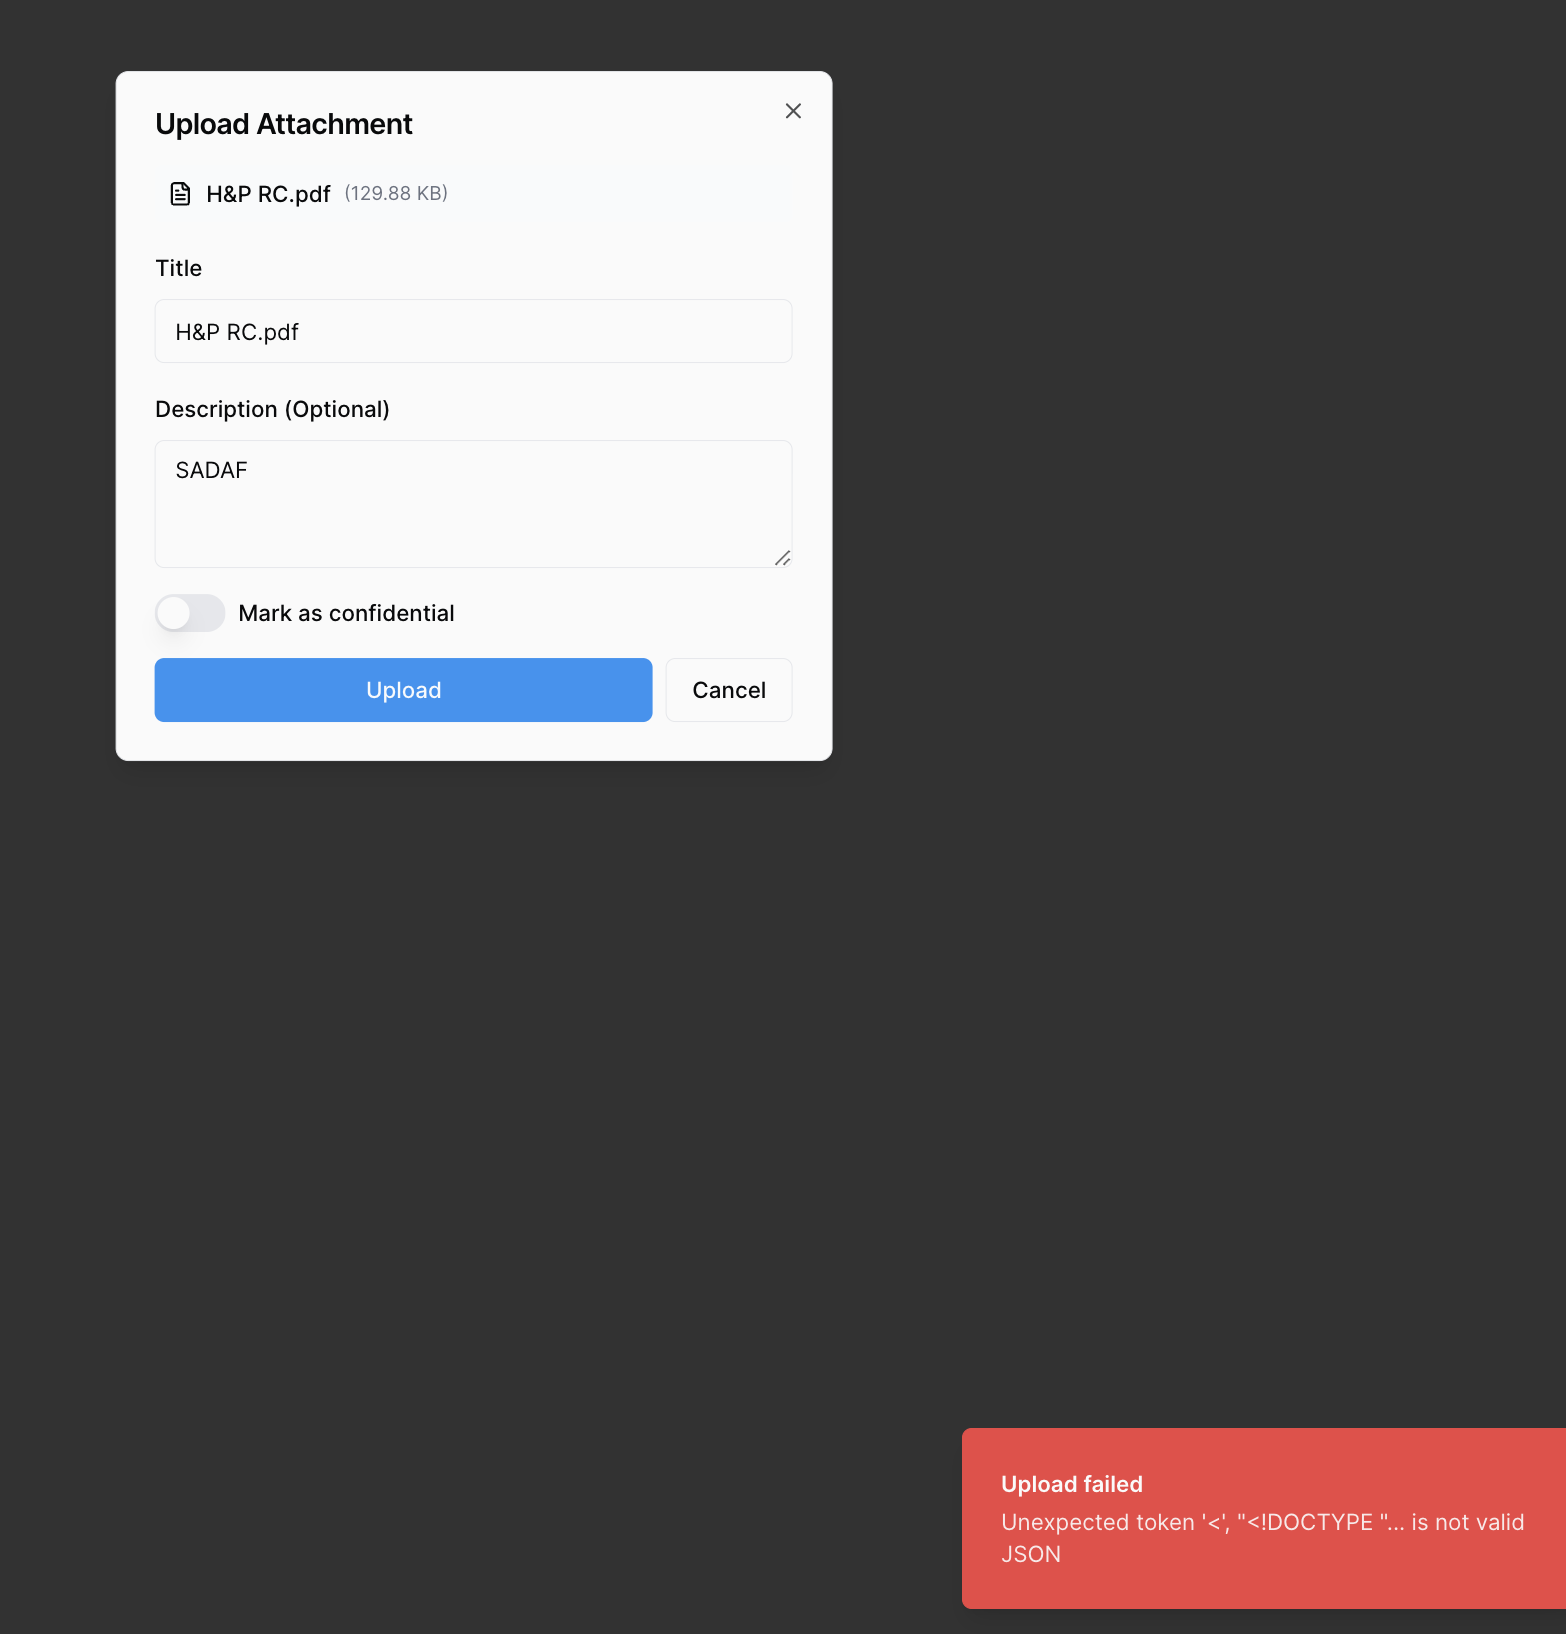 Upload Attachment
H&P RC.pdf (129.88 KB)
Title
H&P RC.pdf
Description (Optional)
SADAF
Mark as confidential
Upload
Cancel
Upload failed
Unexpected token '<', "<!DOCTYPE "... is not valid
JSON